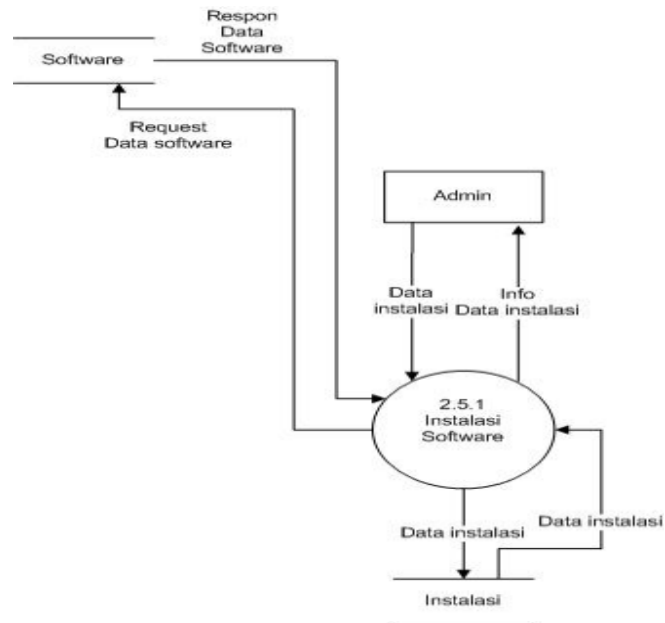 Respon
Data
Software
Software
Request
Data software
Admin
Data
instalasi
Info
Data instalasi
2.5.1
Instalasi
Software
Data instalasi
Data instalasi
Instalasi